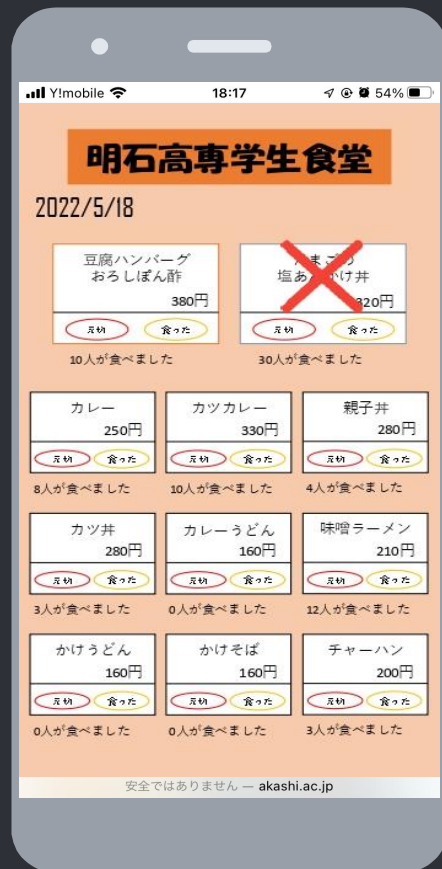 Y!mobile 18:17 54%
明石高専学生食堂
2022/5/18
豆腐ハンバーグ
おろしぽん酢
380円
売切 食った
10人が食べました
塩あ かけ丼
320円
売切 食った
30人が食べました
カレー
250円
売切 食った
8人が食べました
カツカレー
330円
売切 食った
10人が食べました
親子丼
280円
売切 食った
4人が食べました
カツ丼
280円
売切 食った
3人が食べました
カレーうどん
160円
売切 食った
0人が食べました
味噌ラーメン
210円
売切 食った
12人が食べました
かけうどん
160円
売切 食った
0人が食べました
かけそば
160円
売切 食った
0人が食べました
チャーハン
200円
売切 食った
3人が食べました
安全ではありません — akashi.ac.jp